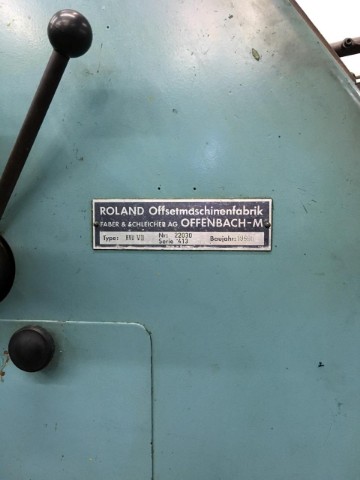 ROLAND Offsetmaschinenfabrik
FABER & SCHLEICHER AG OFFENBACH-M
Type: Nr. 22030
Serie 413 Baujahr: